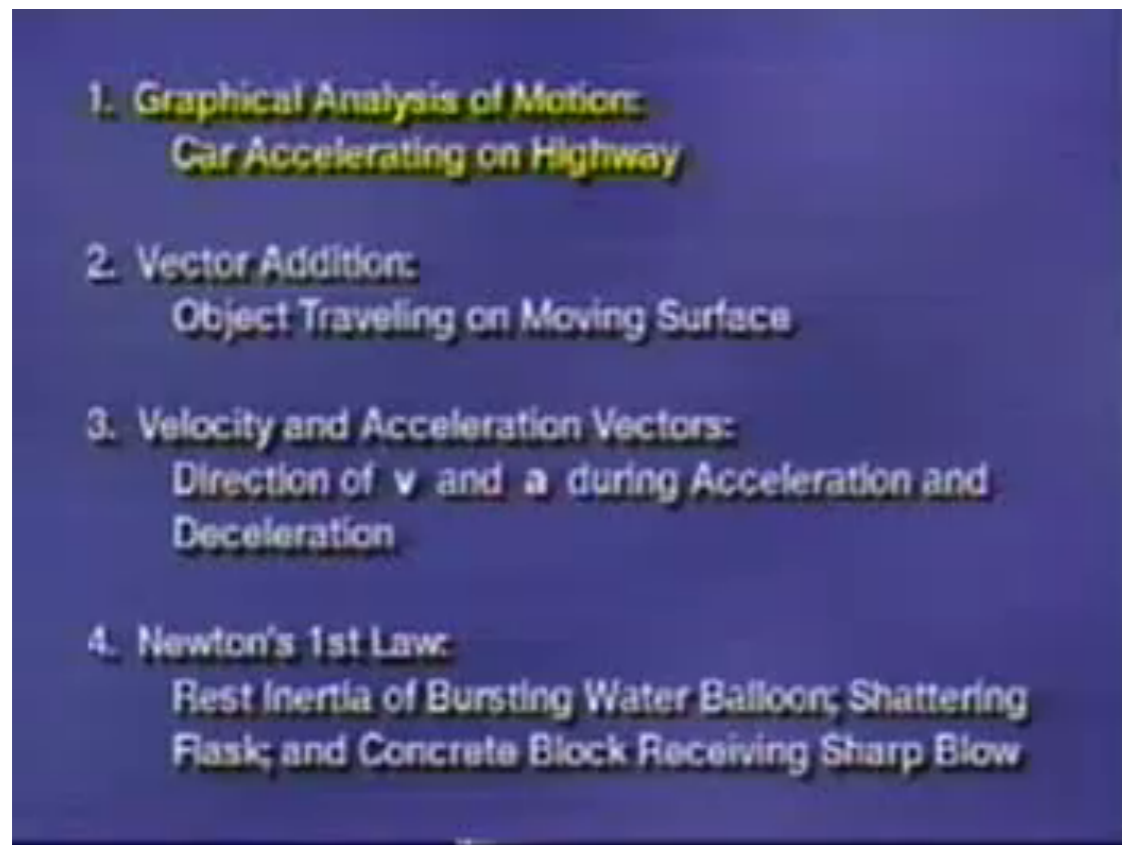 1. Graphical Analysis of Motion:
Car Accelerating on Highway
2. Vector Addition:
Object Traveling on Moving Surface
3. Velocity and Acceleration Vectors:
Direction of v and a during Acceleration and
Deceleration
4. Newton's 1st Law:
Rest Inertia of Bursting Water Balloon; Shattering
Flask; and Concrete Block Receiving Sharp Blow